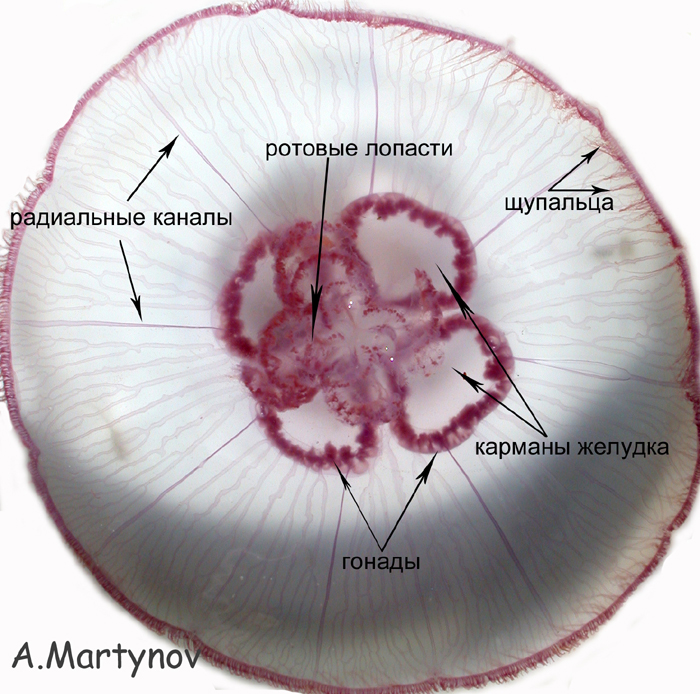 ротовые лопасти
щупальца
радиальные каналы
карманы желудка
гонады
A.Martynov